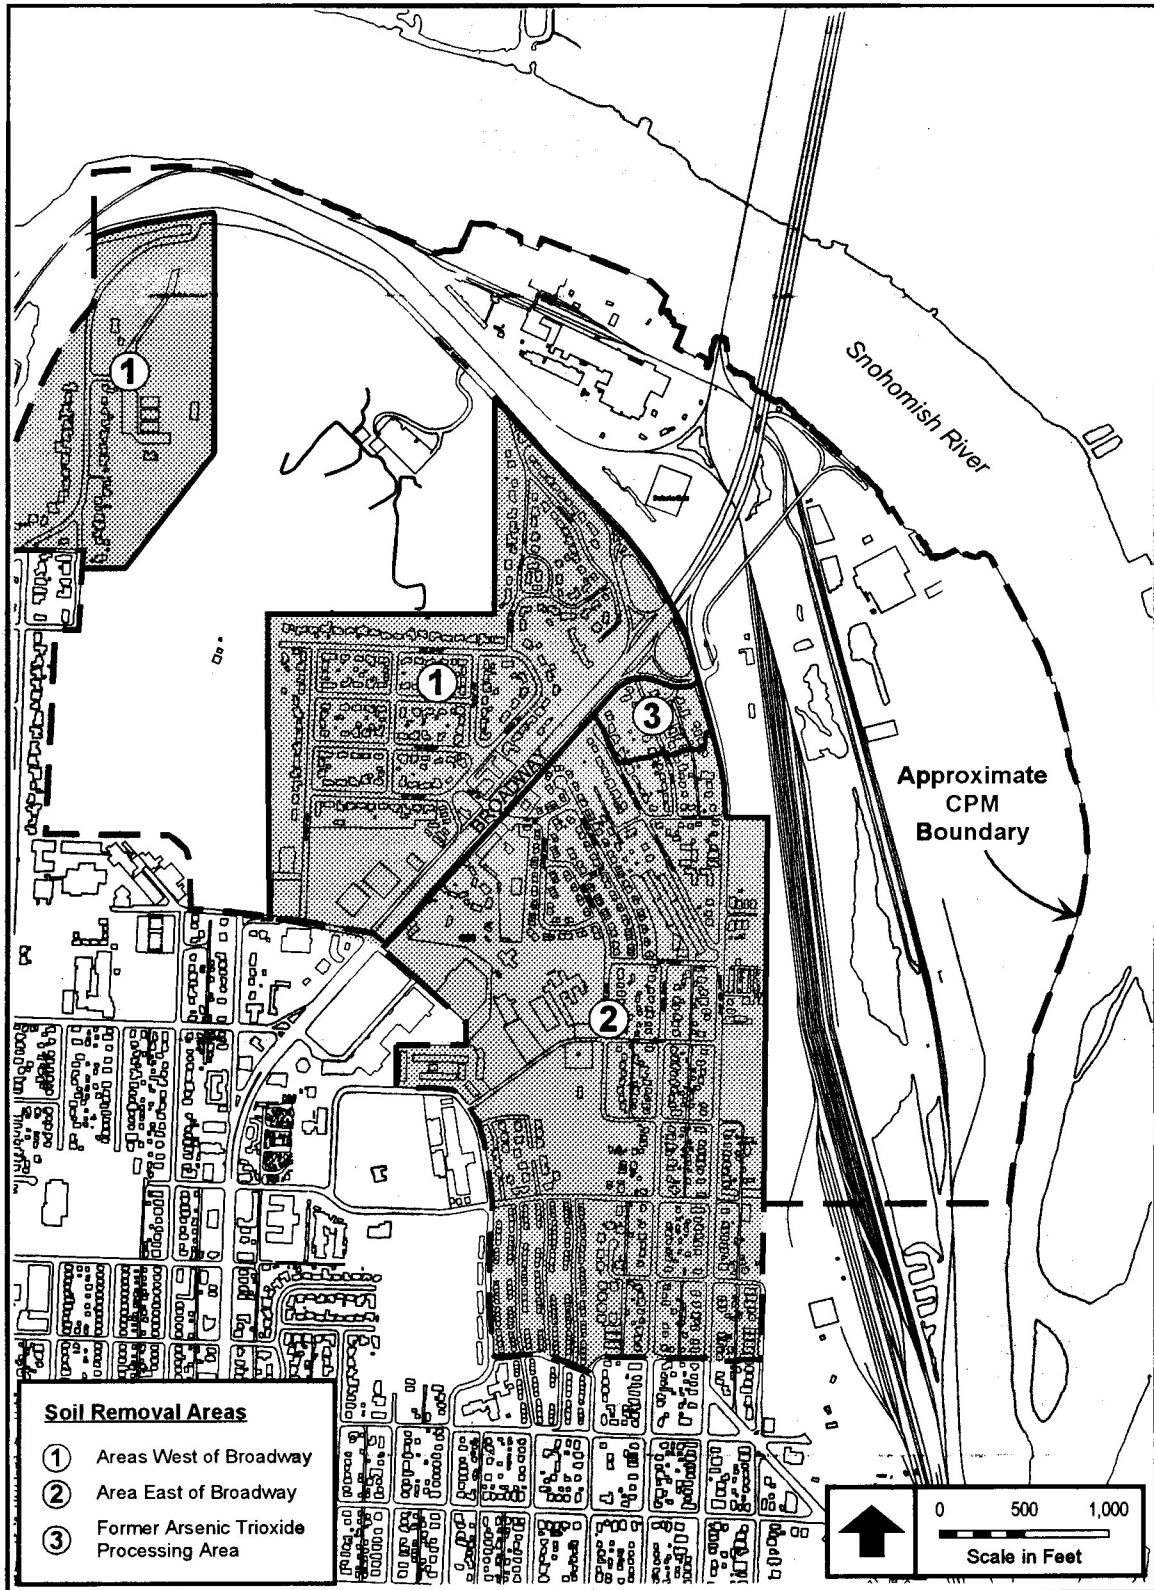 1
Snohomish River
1
3
BROADWAY
Approximate
CPM
Boundary
2
Soil Removal Areas
1 Areas West of Broadway
2 Area East of Broadway
3 Former Arsenic Trioxide
Processing Area
0 500 1,000
Scale in Feet